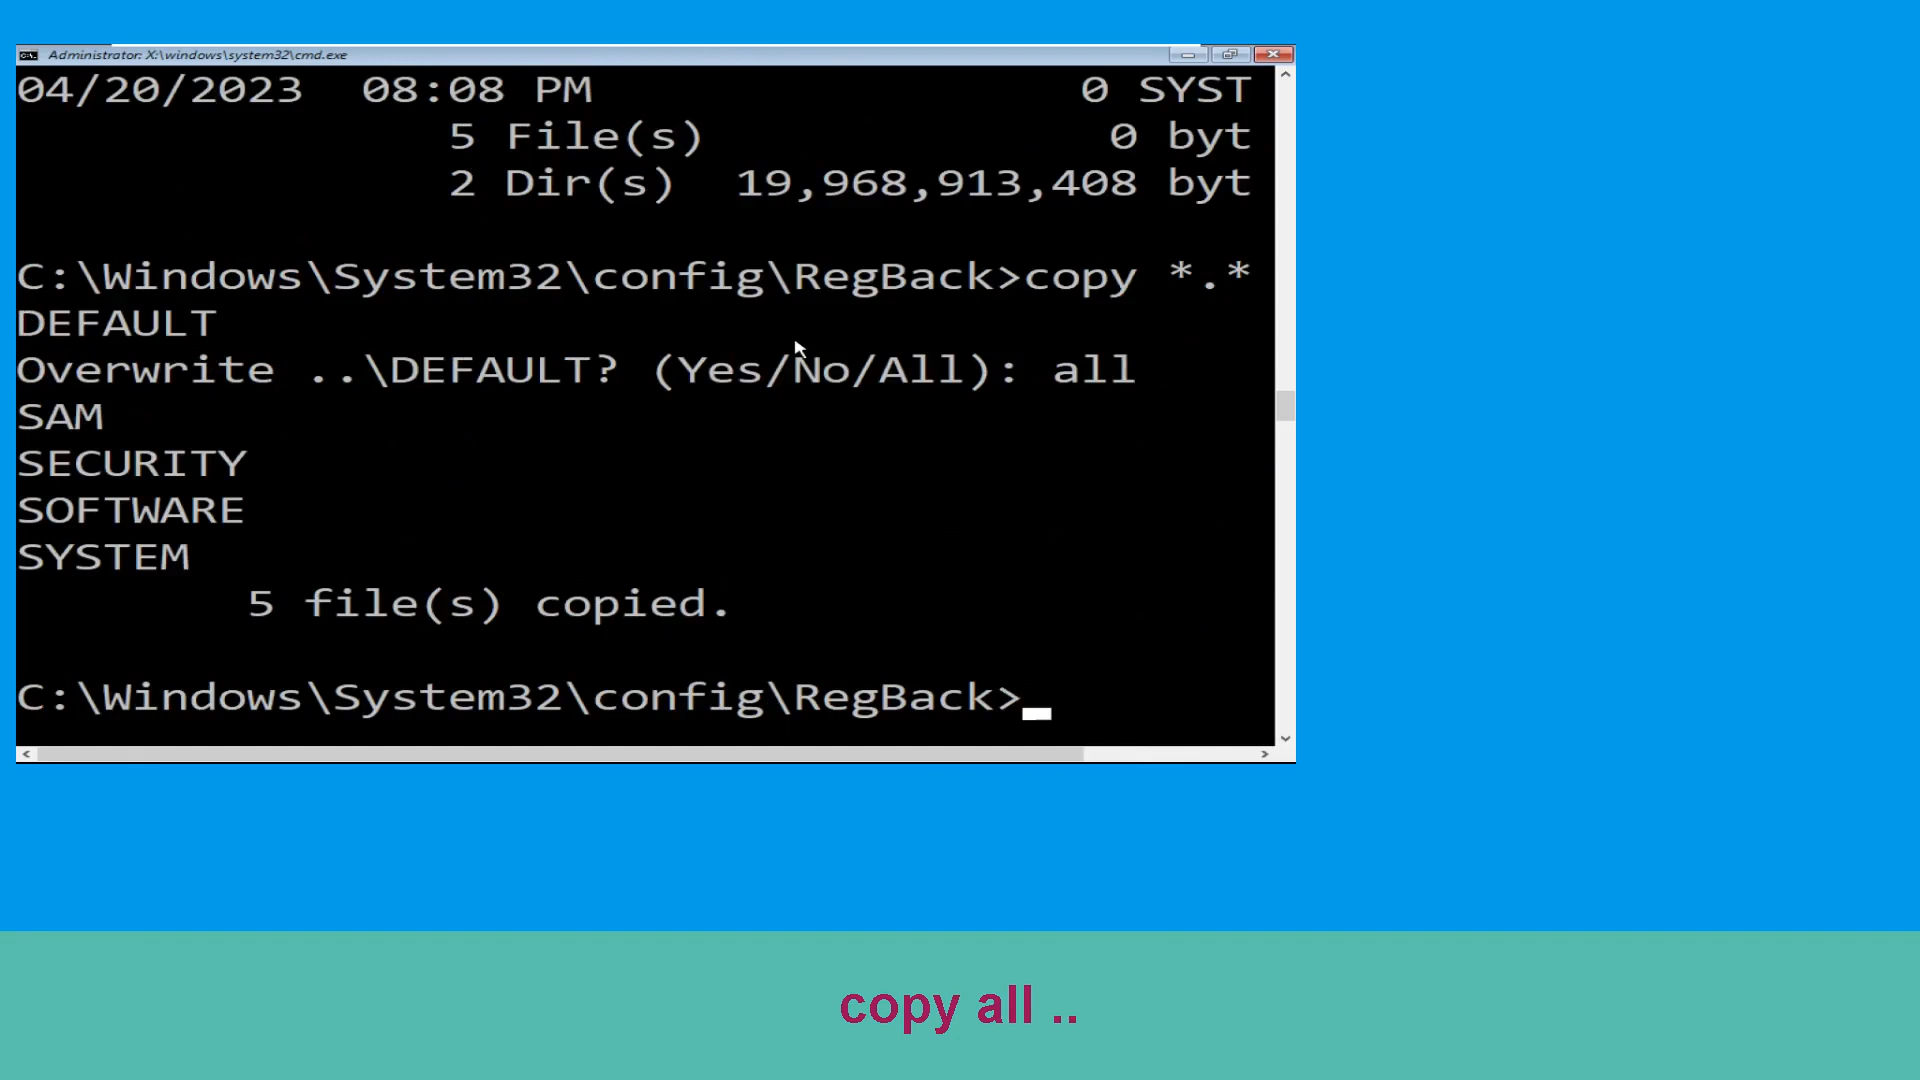 Administrator: X:\windows\system32\cmd.exe
04/20/2023 08:08 PM 0 SYST
5 File(s) 0 byt
2 Dir(s) 19,968,913,408 byt
C:\Windows\System32\config\RegBack>copy *.*
DEFAULT
Overwrite ..\DEFAULT? (Yes/No/All): all
SAM
SECURITY
SOFTWARE
SYSTEM
5 file(s) copied.
C:\Windows\System32\config\RegBack>
copy all ..